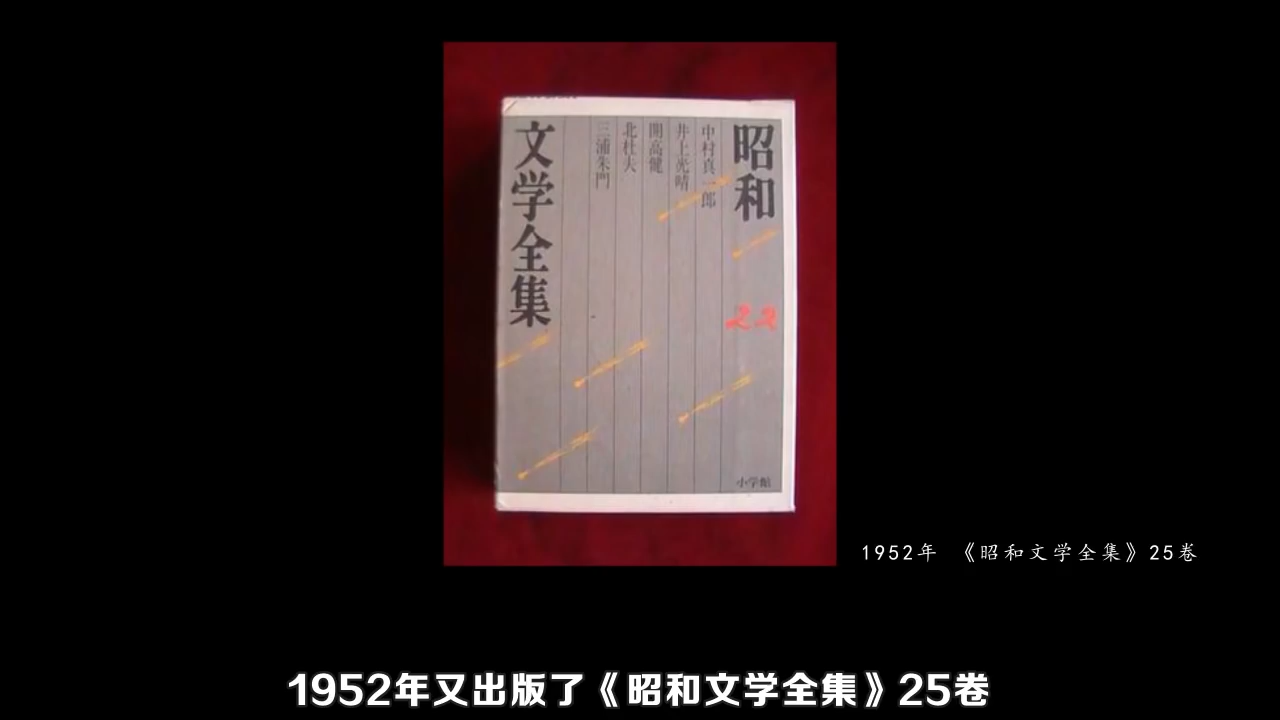 昭和
中村真一郎
井上光晴
開高健
北杜夫
三浦朱門
文学全集
小学館
1952年 《昭和文学全集》25卷
1952年又出版了《昭和文学全集》25卷